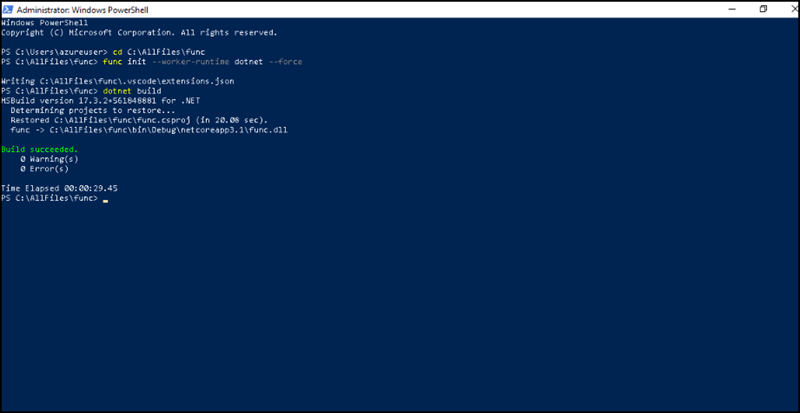 Administrator: Windows PowerShell
Windows PowerShell
Copyright (C) Microsoft Corporation. All rights reserved.
PS C:\Users\azureuser> cd C:\AllFiles\func
PS C:\AllFiles\func> func init --worker-runtime dotnet --force
Writing C:\AllFiles\func\.vscode\extensions.json
PS C:\AllFiles\func> dotnet build
MSBuild version 17.3.2+561848881 for .NET
Determining projects to restore...
Restored C:\AllFiles\func\func.csproj (in 20.08 sec).
func -> C:\AllFiles\func\bin\Debug\netcoreapp3.1\func.dll
Build succeeded.
0 Warning(s)
0 Error(s)
Time Elapsed 00:00:29.45
PS C:\AllFiles\func>